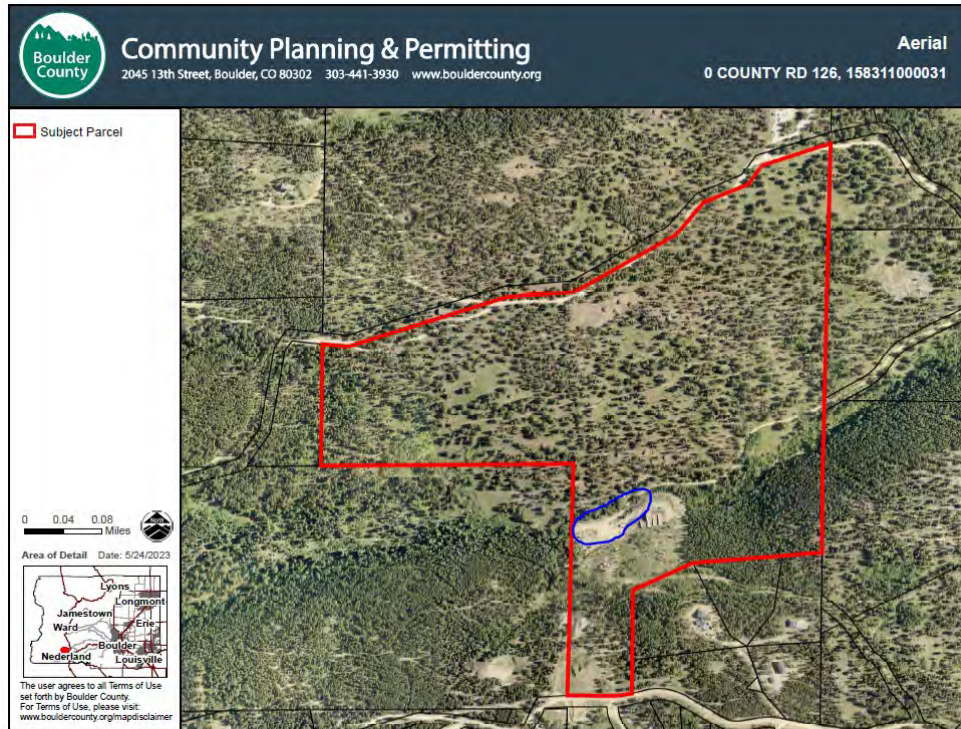 Boulder
County
Community Planning & Permitting
2045 13th Street, Boulder, CO 80302 303-441-3930 www.bouldercounty.org
Aerial
0 COUNTY RD 126, 158311000031
Subject Parcel
0 0.04 0.08
Miles
Area of Detail Date: 5/24/2023
Lyons
Longmont
Jamestown
Ward
Erie
Boulder
Nederland
Louisville
The user agrees to all Terms of Use
set forth by Boulder County.
For Terms of Use, please visit:
www.bouldercounty.org/mapdisclaimer